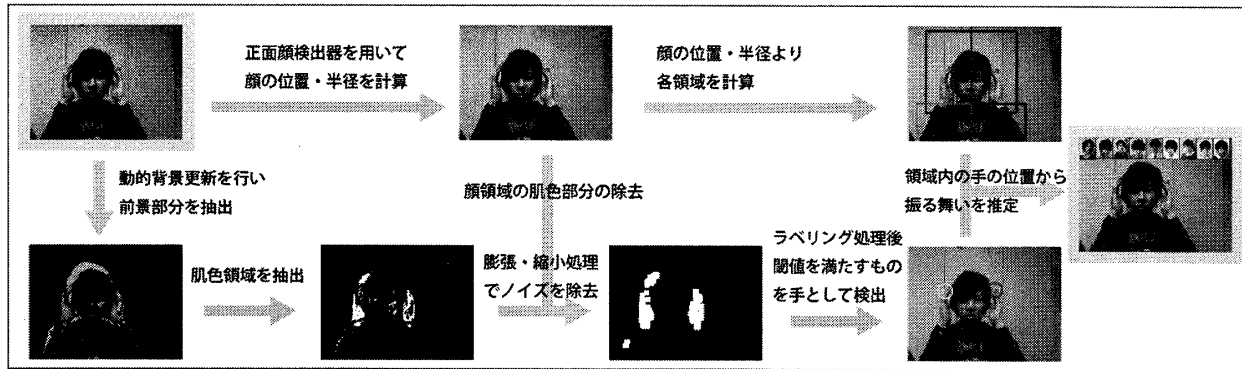 正面顔検出器を用いて
顔の位置・半径を計算
顔の位置・半径より
各領域を計算
動的背景更新を行い
前景部分を抽出
顔領域の肌色部分の除去
領域内の手の位置から
振る舞いを推定
肌色領域を抽出
膨張・縮小処理
でノイズを除去
ラベリング処理後
閾値を満たすもの
を手として検出